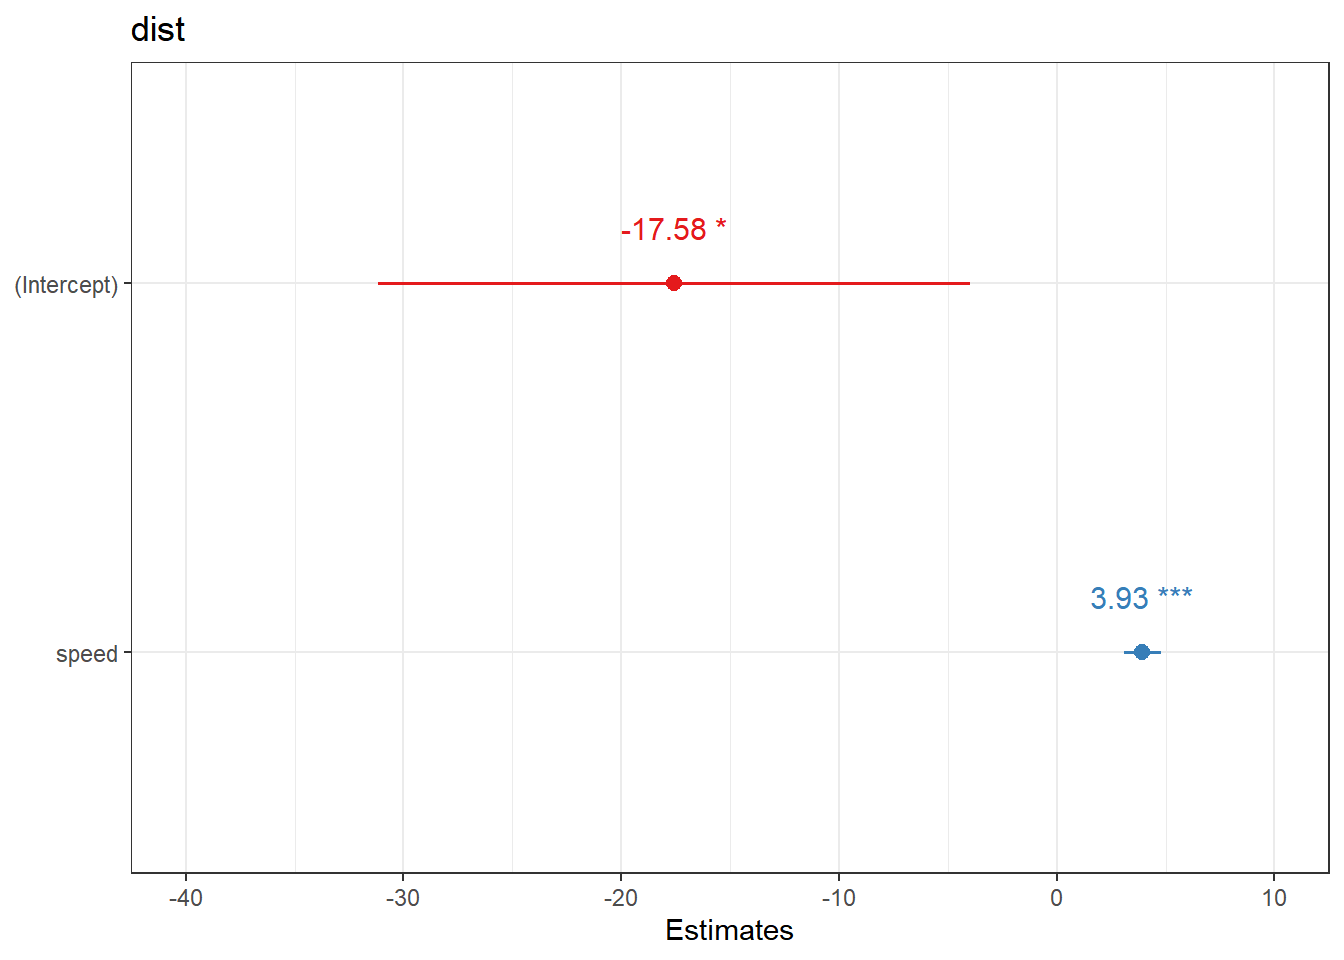 dist
-17.58 *
(Intercept)
3.93 ***
speed
-40 -30 -20 -10 0 10
Estimates